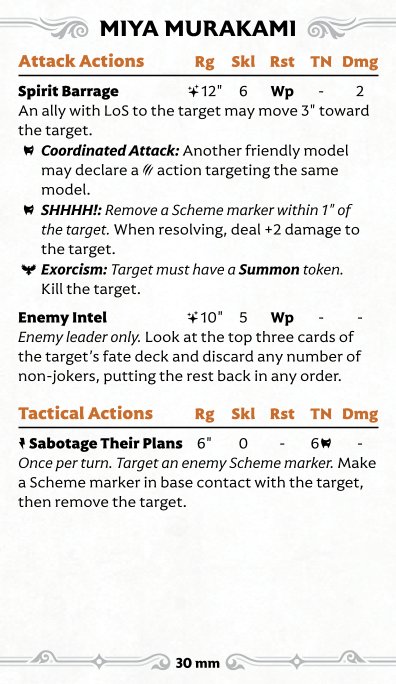 MIYA MURAKAMI
Attack Actions Rg Skl Rst TN Dmg
Spirit Barrage 12" 6 Wp - 2
An ally with LoS to the target may move 3" toward
the target.
Coordinated Attack: Another friendly model
may declare a action targeting the same
model.
SHHHH!: Remove a Scheme marker within 1" of
the target. When resolving, deal +2 damage to
the target.
Exorcism: Target must have a Summon token.
Kill the target.
Enemy Intel 10" 5 Wp - -
Enemy leader only. Look at the top three cards of
the target's fate deck and discard any number of
non-jokers, putting the rest back in any order.
Tactical Actions Rg Skl Rst TN Dmg
Sabotage Their Plans 6" 0 - 6 -
Once per turn. Target an enemy Scheme marker. Make
a Scheme marker in base contact with the target,
then remove the target.
30 mm